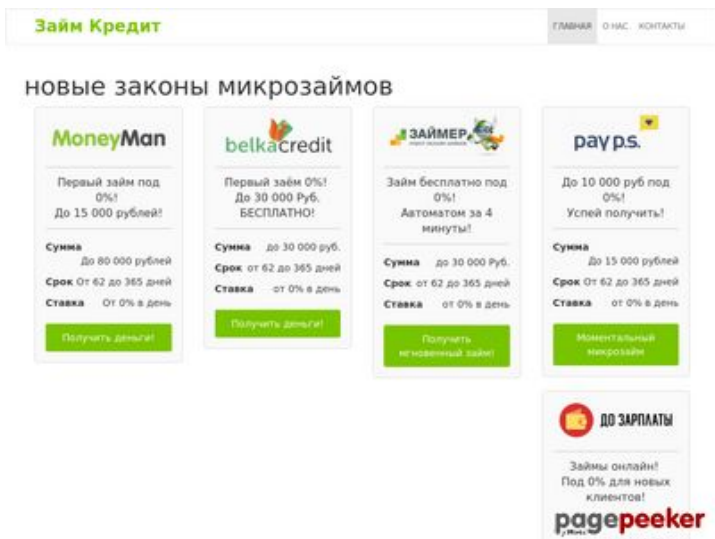 Займ Кредит
ГЛАВНАЯ О НАС КОНТАКТЫ
новые законы микрозаймов
MoneyMan
Первый займ под
0%!
До 15 000 рублей!
Сумма
До 80 000 рублей
Срок От 62 до 365 дней
Ставка От 0% в день
Получить деньги!
belkacredit
Первый заём 0%!
До 30 000 Руб.
БЕСПЛАТНО!
Сумма до 30 000 руб.
Срок от 62 до 365 дней
Ставка от 0% в день
Получить деньги!
ЗАЙМЕР
Займ бесплатно под
0%!
Автоматом за 4
минуты!
Сумма до 30 000 Руб.
Срок от 62 до 365 дней
Ставка от 0% в день
Получить
мгновенный займ!
pay p.s.
До 10 000 руб под
0%!
Успей получить!
Сумма
До 15 000 рублей
Срок От 62 до 365 дней
Ставка от 0% в день
Моментальный
микрозайм
ДО ЗАРПЛАТЫ
Займы онлайн!
Под 0% для новых
клиентов!
pagepeeker